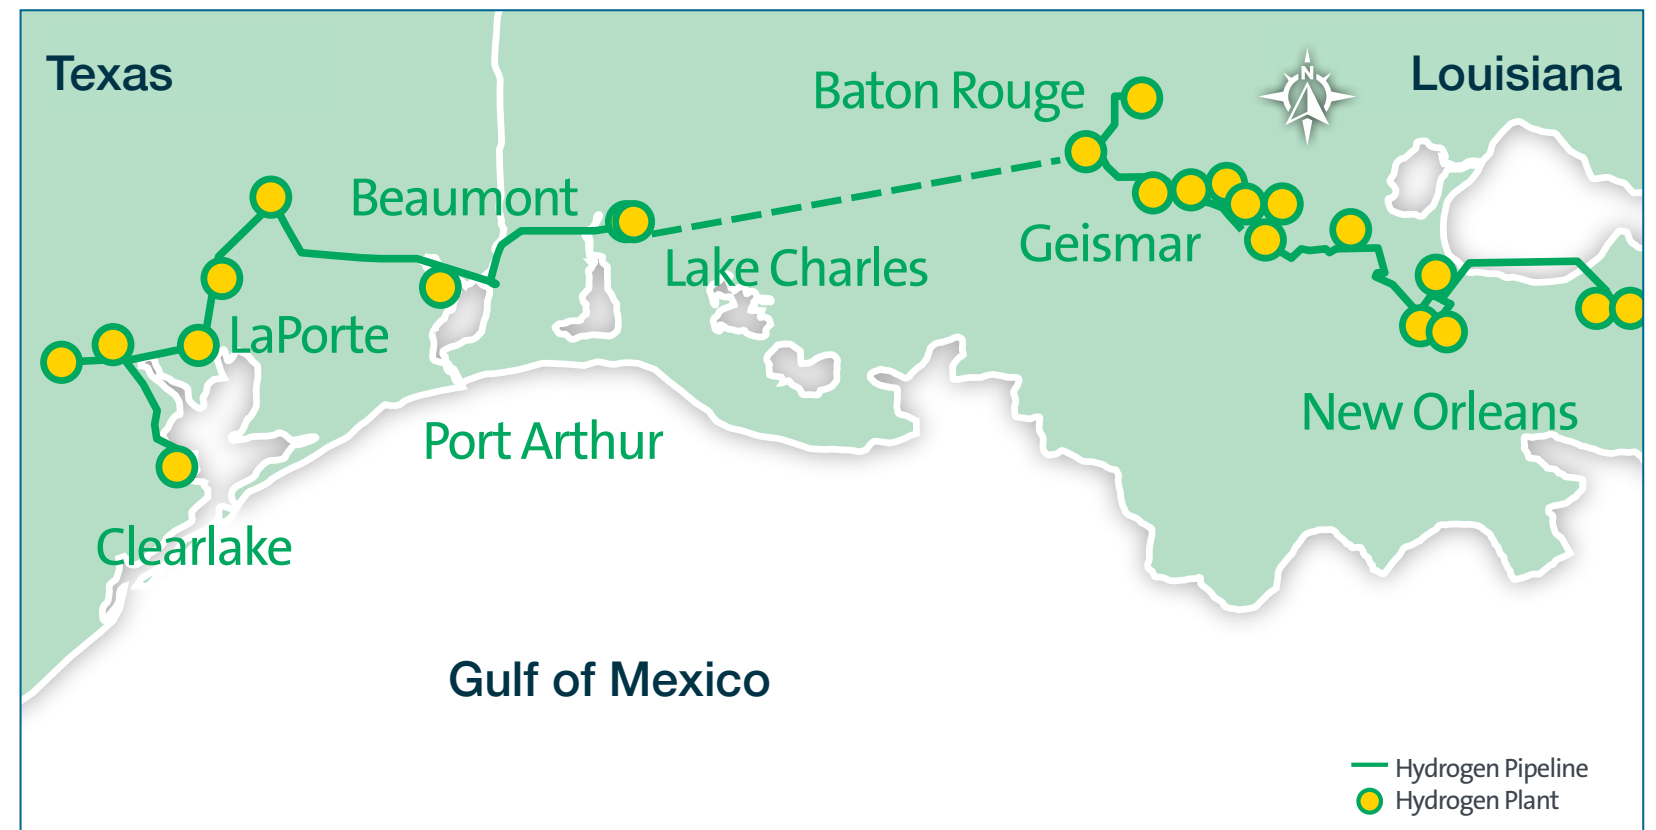 Texas
Louisiana
N
Baton Rouge
Beaumont
Geismar
Lake Charles
LaPorte
New Orleans
Port Arthur
Clearlake
Gulf of Mexico
Hydrogen Pipeline
Hydrogen Plant